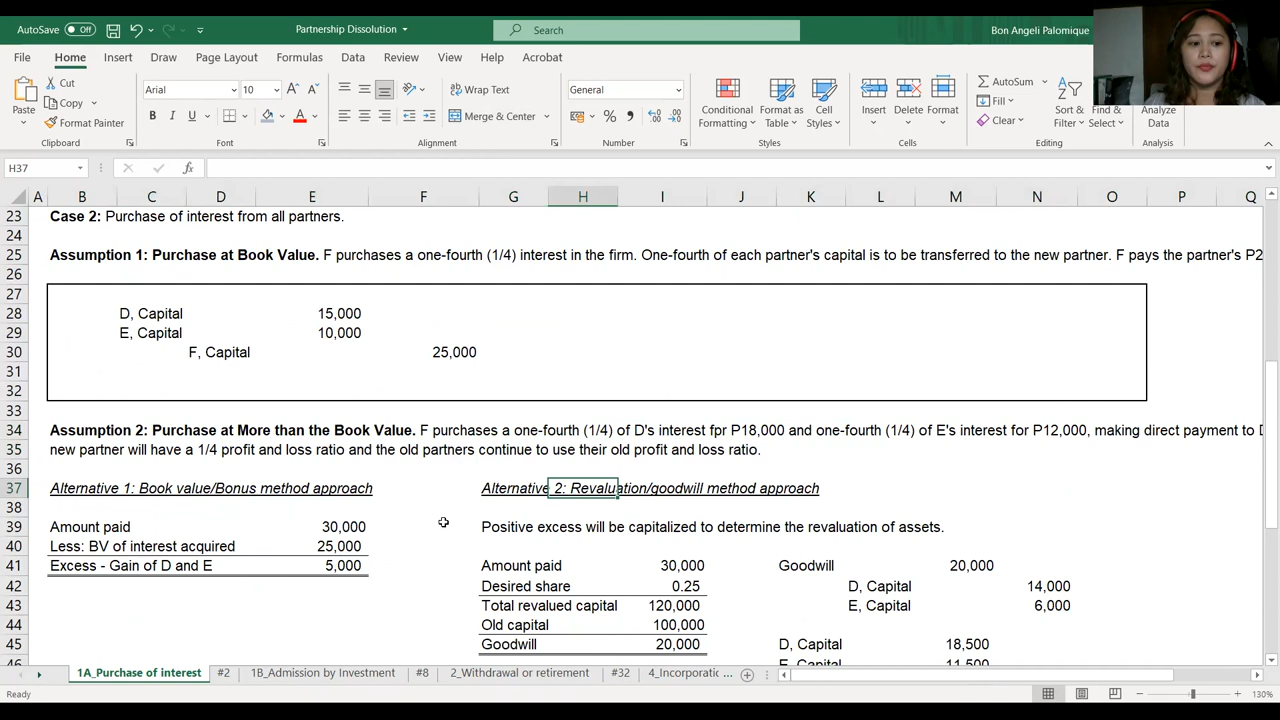 AutoSave Off Partnership Dissolution Search Bon Angeli Palomique
File Home Insert Draw Page Layout Formulas Data Review View Help Acrobat
Cut Arial 10 Wrap Text General AutoSum
Paste Copy Conditional Format as Cell Insert Delete Format Fill Sort & Find & Analyze
Format Painter B I U Merge & Center Formatting Table Styles Clear Filter Select Data
Clipboard Font Alignment Number Styles Cells Editing Analysis
H37 fx
A B C D E F G H I J K L M N O P Q
23 Case 2: Purchase of interest from all partners.
24
25 Assumption 1: Purchase at Book Value. F purchases a one-fourth (1/4) interest in the firm. One-fourth of each partner's capital is to be transferred to the new partner. F pays the partner's P2
26
27
28 D, Capital 15,000
29 E, Capital 10,000
30 F, Capital 25,000
31
32
33
34 Assumption 2: Purchase at More than the Book Value. F purchases a one-fourth (1/4) of D's interest fpr P18,000 and one-fourth (1/4) of E's interest for P12,000, making direct payment to D
35 new partner will have a 1/4 profit and loss ratio and the old partners continue to use their old profit and loss ratio.
36
37 Alternative 1: Book value/Bonus method approach Alternative 2: Revaluation/goodwill method approach
38
39 Amount paid 30,000 Positive excess will be capitalized to determine the revaluation of assets.
40 Less: BV of interest acquired 25,000
41 Excess - Gain of D and E 5,000 Amount paid 30,000 Goodwill 20,000
42 Desired share 0.25 D, Capital 14,000
43 Total revalued capital 120,000 E, Capital 6,000
44 Old capital 100,000
45 Goodwill 20,000 D, Capital 18,500
46 E, Capital 11,500
1A_Purchase of interest #2 1B_Admission by Investment #8 2_Withdrawal or retirement #32 4_Incorporatic ...
Ready 130%